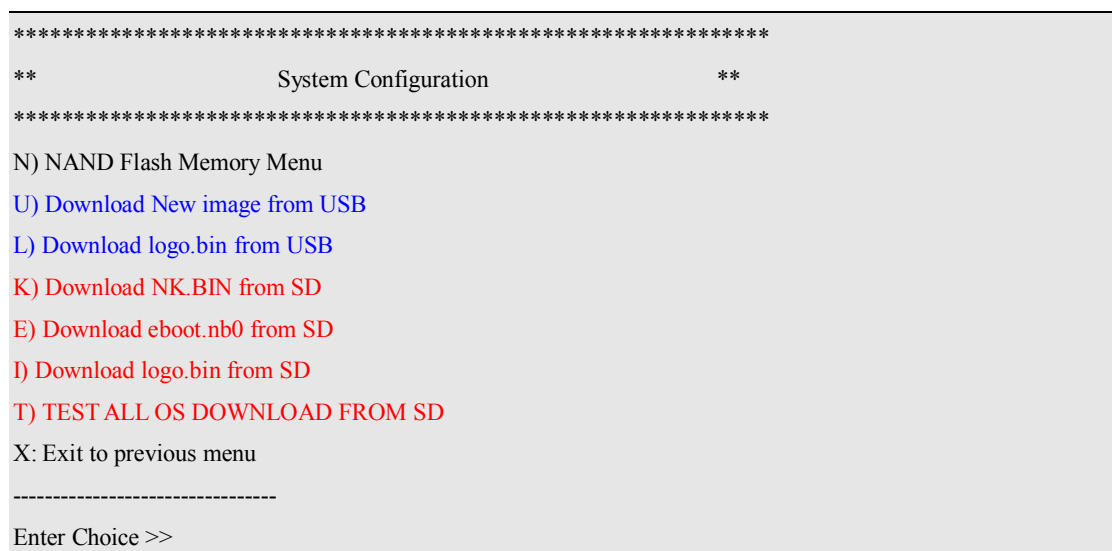 ***************************************************************
** System Configuration **
***************************************************************
N) NAND Flash Memory Menu
U) Download New image from USB
L) Download logo.bin from USB
K) Download NK.BIN from SD
E) Download eboot.nb0 from SD
I) Download logo.bin from SD
T) TEST ALL OS DOWNLOAD FROM SD
X: Exit to previous menu
--------------------------------
Enter Choice >>